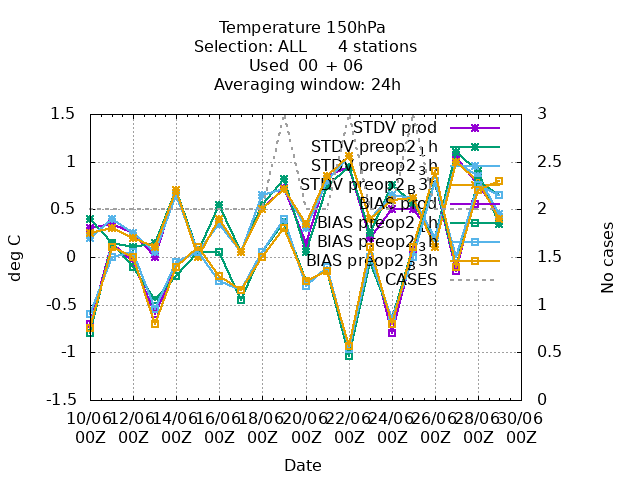 Temperature 150hPa
Selection: ALL 4 stations
Used 00 + 06
Averaging window: 24h
STDV prod
STDV preop2_1h
STDV preop2_3h
STDV preop2_B3h
BIAS prod
BIAS preop2_1h
BIAS preop2_3h
BIAS preop2_B3h
CASES
1.5
1
0.5
0
-0.5
-1
-1.5
deg C
3
2.5
2
1.5
1
0.5
0
No cases
10/06 12/06 14/06 16/06 18/06 20/06 22/06 24/06 26/06 28/06 30/06
00Z 00Z 00Z 00Z 00Z 00Z 00Z 00Z 00Z 00Z 00Z
Date